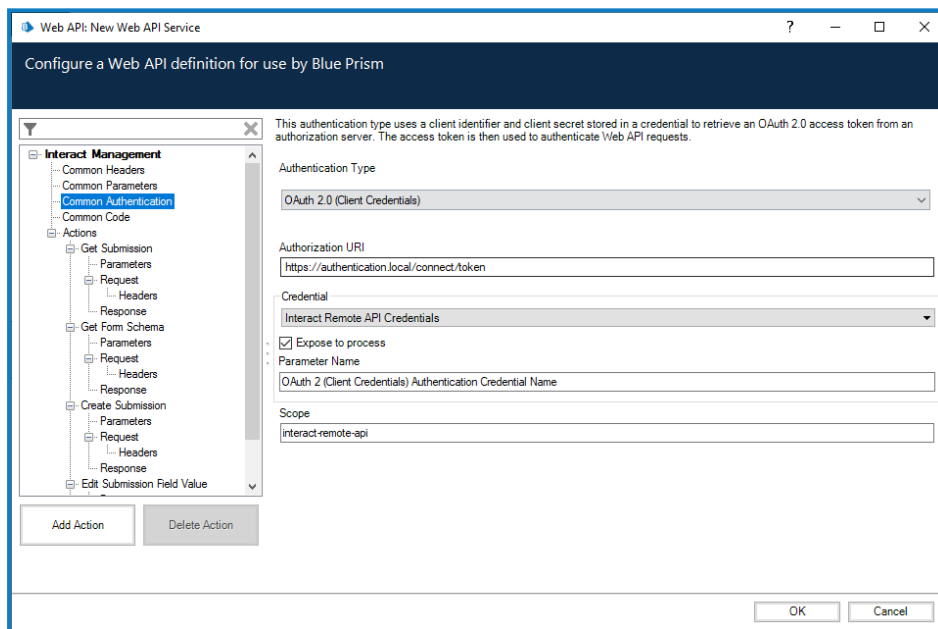 Web API: New Web API Service
Configure a Web API definition for use by Blue Prism
Interact Management
Common Headers
Common Parameters
Common Authentication
Common Code
Actions
Get Submission
Parameters
Request
Headers
Response
Get Form Schema
Parameters
Request
Headers
Response
Create Submission
Parameters
Request
Headers
Response
Edit Submission Field Value
Add Action
Delete Action
This authentication type uses a client identifier and client secret stored in a credential to retrieve an OAuth 2.0 access token from an
authorization server. The access token is then used to authenticate Web API requests.
Authentication Type
OAuth 2.0 (Client Credentials)
Authorization URI
https://authentication.local/connect/token
Credential
Interact Remote API Credentials
Expose to process
Parameter Name
OAuth 2 (Client Credentials) Authentication Credential Name
Scope
interact-remote-api
OK
Cancel